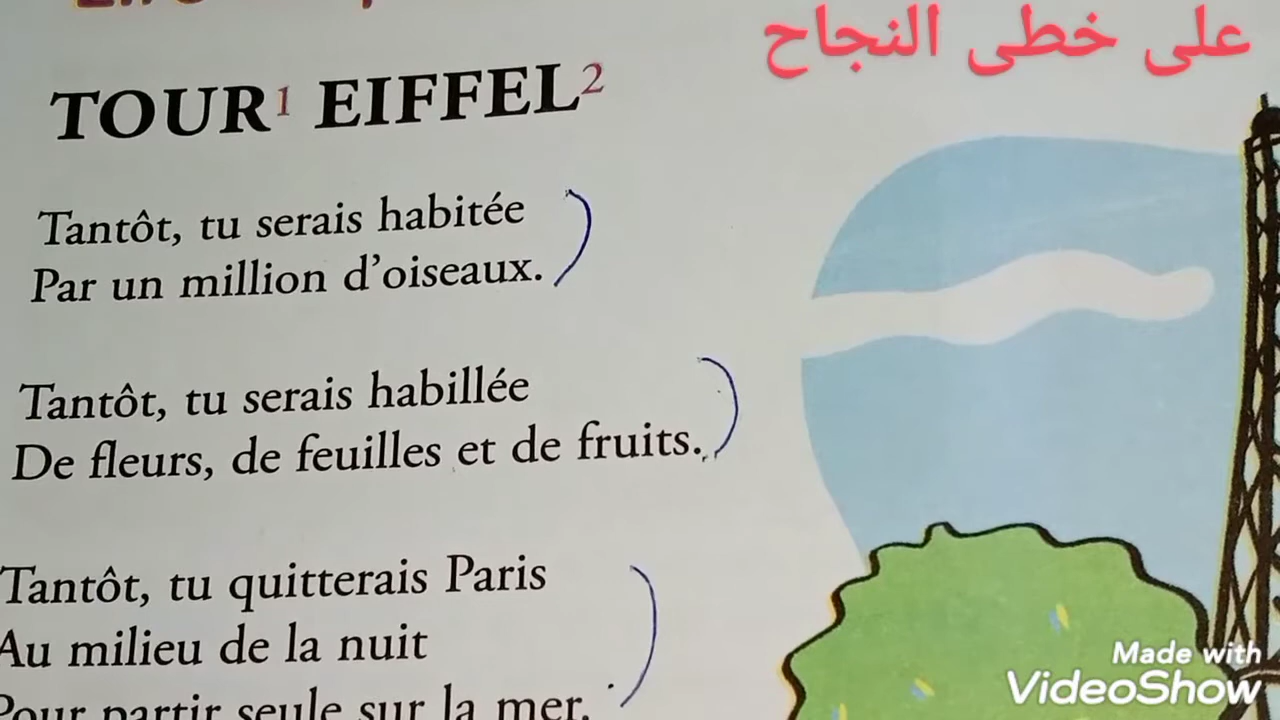 على خطى النجاح
TOUR¹ EIFFEL²
Tantôt, tu serais habitée
Par un million d'oiseaux.
Tantôt, tu serais habillée
De fleurs, de feuilles et de fruits.
Tantôt, tu quitterais Paris
Au milieu de la nuit
Pour partir seule sur la mer.
Made with
VideoShow